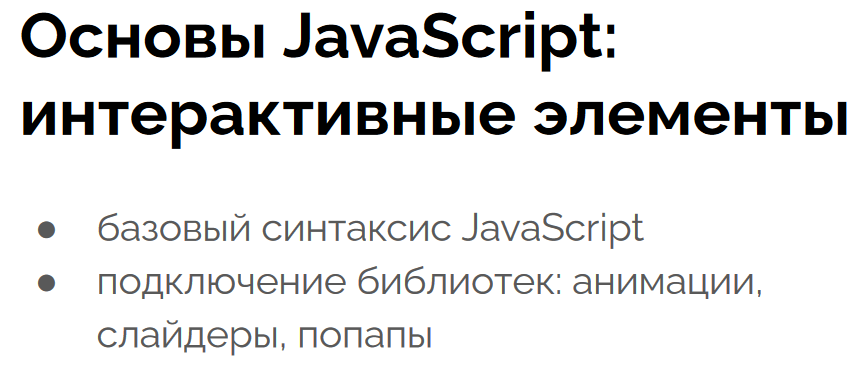 Основы JavaScript:
интерактивные элементы
● базовый синтаксис JavaScript
● подключение библиотек: анимации,
слайдеры, попапы